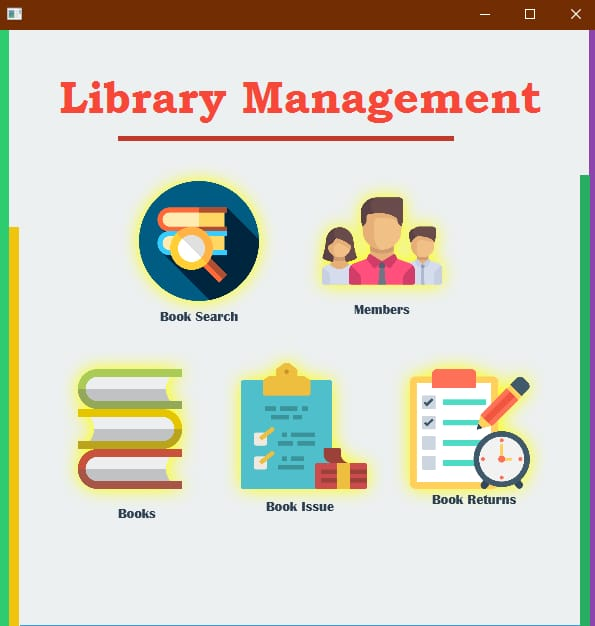 Library Management
Book Search
Members
Books
Book Issue
Book Returns